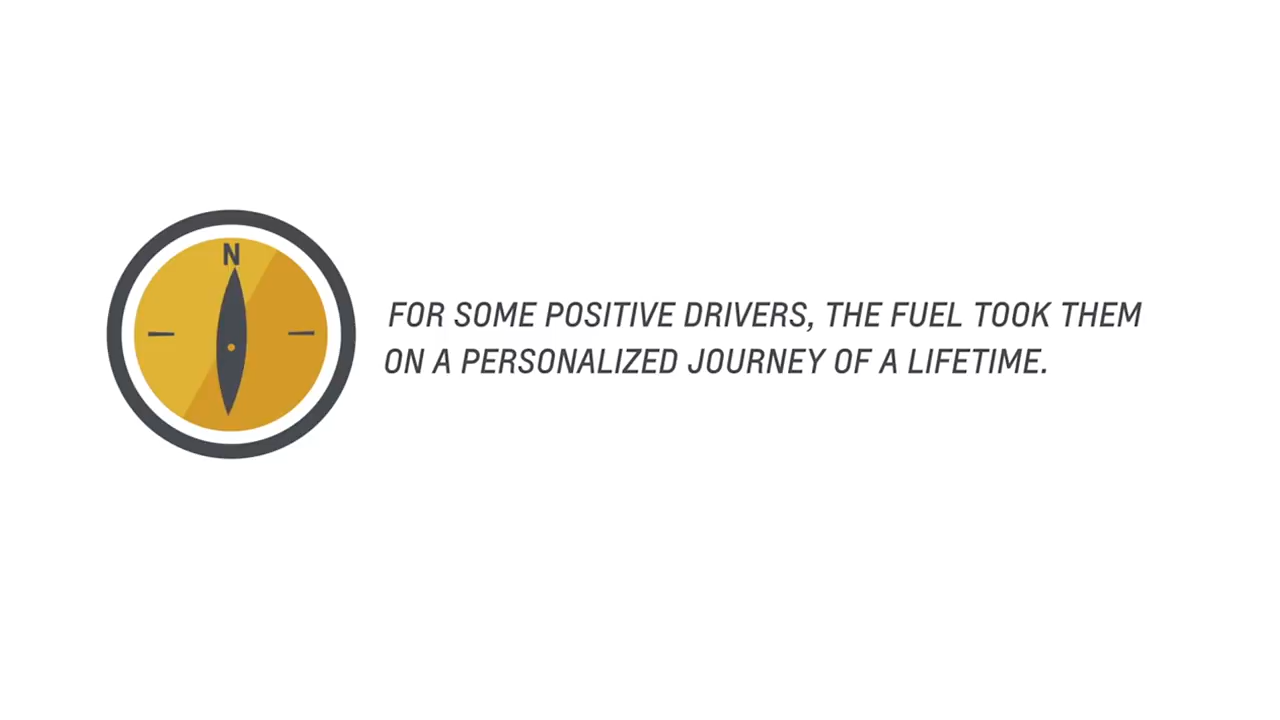 N
FOR SOME POSITIVE DRIVERS, THE FUEL TOOK THEM
ON A PERSONALIZED JOURNEY OF A LIFETIME.